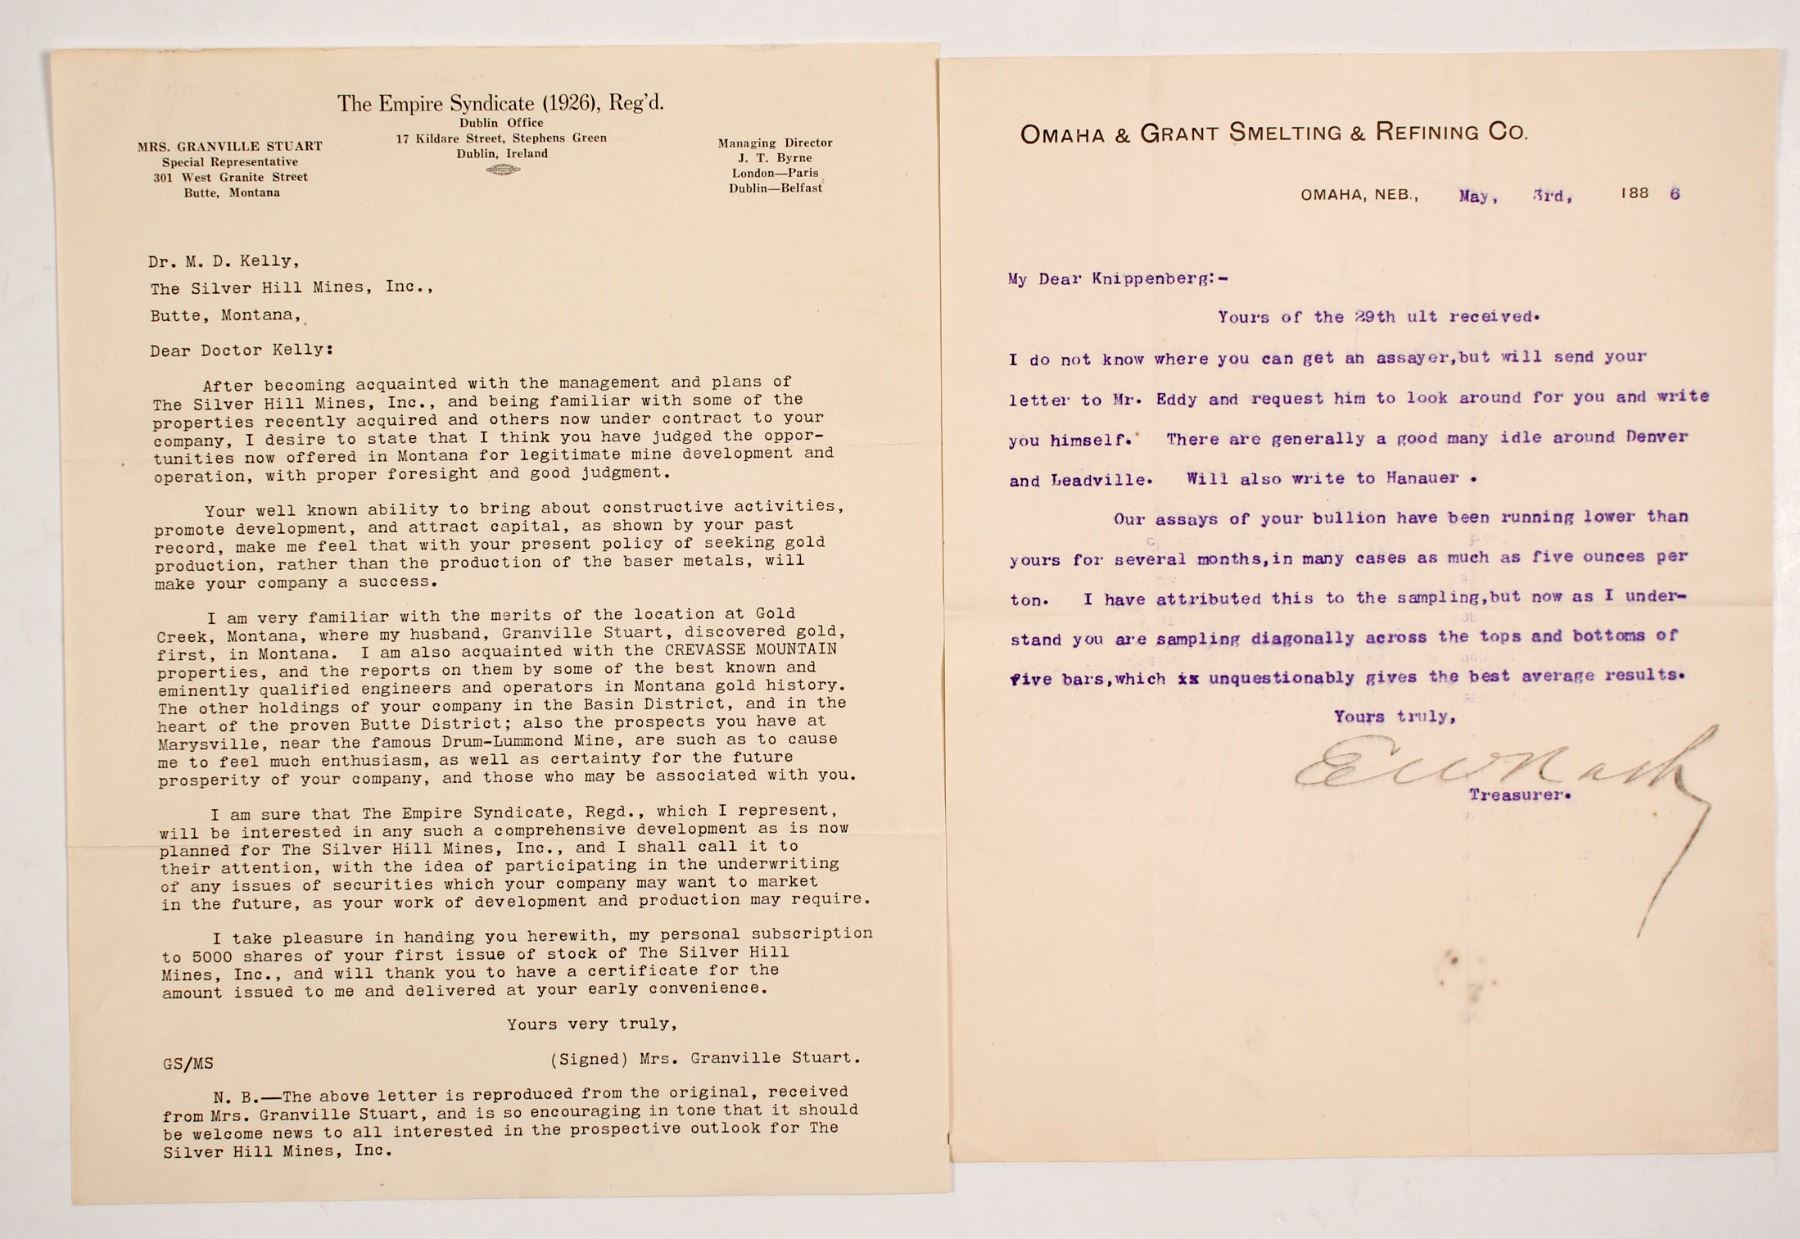 The Empire Syndicate (1926), Reg'd.
Dublin Office
17 Kildare Street, Stephens Green
Dublin, Ireland
MRS. GRANVILLE STUART
Special Representative
301 West Granite Street
Butte, Montana
Managing Director
J. T. Byrne
London—Paris
Dublin—Belfast
Dr. M. D. Kelly,
The Silver Hill Mines, Inc.,
Butte, Montana,
Dear Doctor Kelly:
After becoming acquainted with the management and plans of
The Silver Hill Mines, Inc., and being familiar with some of the
properties recently acquired and others now under contract to your
company, I desire to state that I think you have judged the oppor-
tunities now offered in Montana for legitimate mine development and
operation, with proper foresight and good judgment.
Your well known ability to bring about constructive activities,
promote development, and attract capital, as shown by your past
record, make me feel that with your present policy of seeking gold
production, rather than the production of the baser metals, will
make your company a success.
I am very familiar with the merits of the location at Gold
Creek, Montana, where my husband, Granville Stuart, discovered gold,
first, in Montana. I am also acquainted with the CREVASSE MOUNTAIN
properties, and the reports on them by some of the best known and
eminently qualified engineers and operators in Montana gold history.
The other holdings of your company in the Basin District, and in the
heart of the proven Butte District; also the prospects you have at
Marysville, near the famous Drum-Lummond Mine, are such as to cause
me to feel much enthusiasm, as well as certainty for the future
prosperity of your company, and those who may be associated with you.
I am sure that The Empire Syndicate, Regd., which I represent,
will be interested in any such a comprehensive development as is now
planned for The Silver Hill Mines, Inc., and I shall call it to
their attention, with the idea of participating in the underwriting
of any issues of securities which your company may want to market
in the future, as your work of development and production may require.
I take pleasure in handing you herewith, my personal subscription
to 5000 shares of your first issue of stock of The Silver Hill
Mines, Inc., and will thank you to have a certificate for the
amount issued to me and delivered at your early convenience.
Yours very truly,
GS/MS (Signed) Mrs. Granville Stuart.
N. B.—The above letter is reproduced from the original, received
from Mrs. Granville Stuart, and is so encouraging in tone that it should
be welcome news to all interested in the prospective outlook for The
Silver Hill Mines, Inc.
OMAHA & GRANT SMELTING & REFINING CO.
OMAHA, NEB., May, 3rd, 188 6
My Dear Knippenberg:-
Yours of the 29th ult received.
I do not know where you can get an assayer,but will send your
letter to Mr. Eddy and request him to look around for you and write
you himself. There are generally a good many idle around Denver
and Leadville. Will also write to Hanauer .
Our assays of your bullion have been running lower than
yours for several months,in many cases as much as five ounces per
ton. I have attributed this to the sampling,but now as I under-
stand you are sampling diagonally across the tops and bottoms of
five bars,which is unquestionably gives the best average results.
Yours truly,
E W Nash
Treasurer.